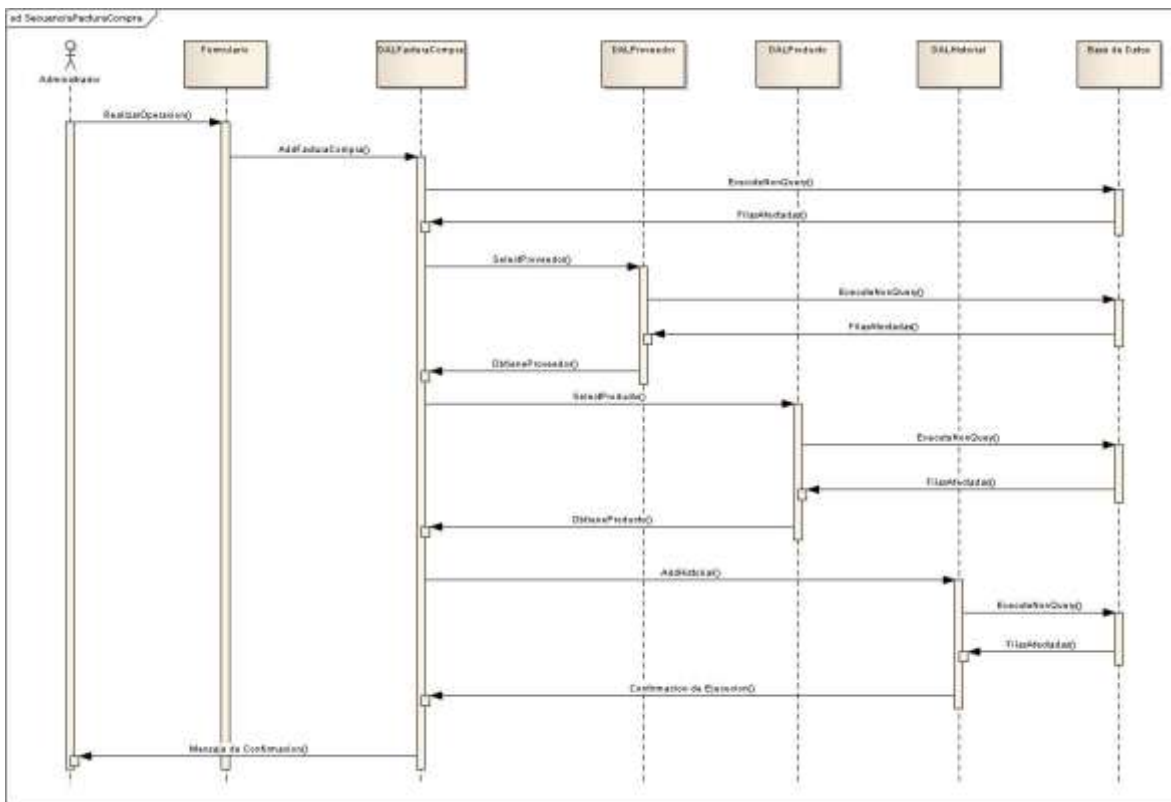 sd SecuenciaFacturaCompra
Administrador
Formulario
DALFacturaCompra
DALProveedor
DALProducto
DALHistorial
Base de Datos
RealizarOperacion()
AddFacturaCompra()
ExecuteNonQuery()
FilasAfectadas()
SelectProveedor()
ExecuteNonQuery()
FilasAfectadas()
ObtieneProveedor()
SelectProducto()
ExecuteNonQuery()
FilasAfectadas()
ObtieneProducto()
AddHistorial()
ExecuteNonQuery()
FilasAfectadas()
Confirmacion de Ejecucion()
Mensaje de Confirmacion()